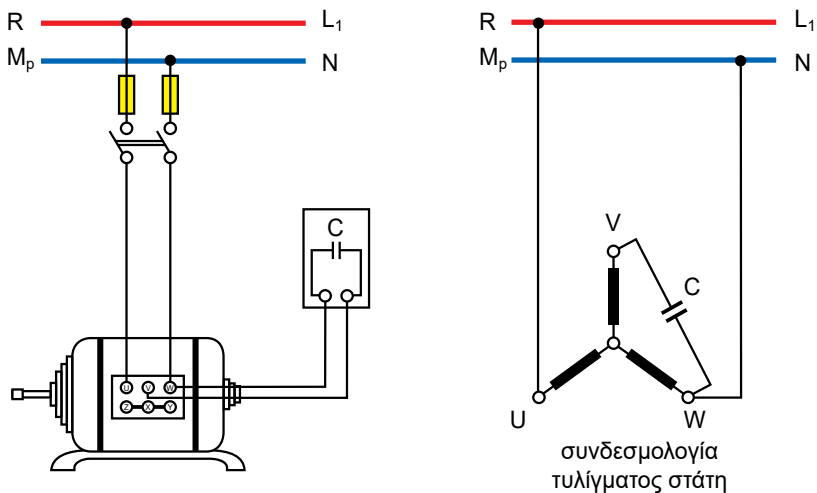 R L₁
Mₚ N
C
U V W
Z X Y
R L₁
Mₚ N
V
C
U W
συνδεσμολογία
τυλίγματος στάτη